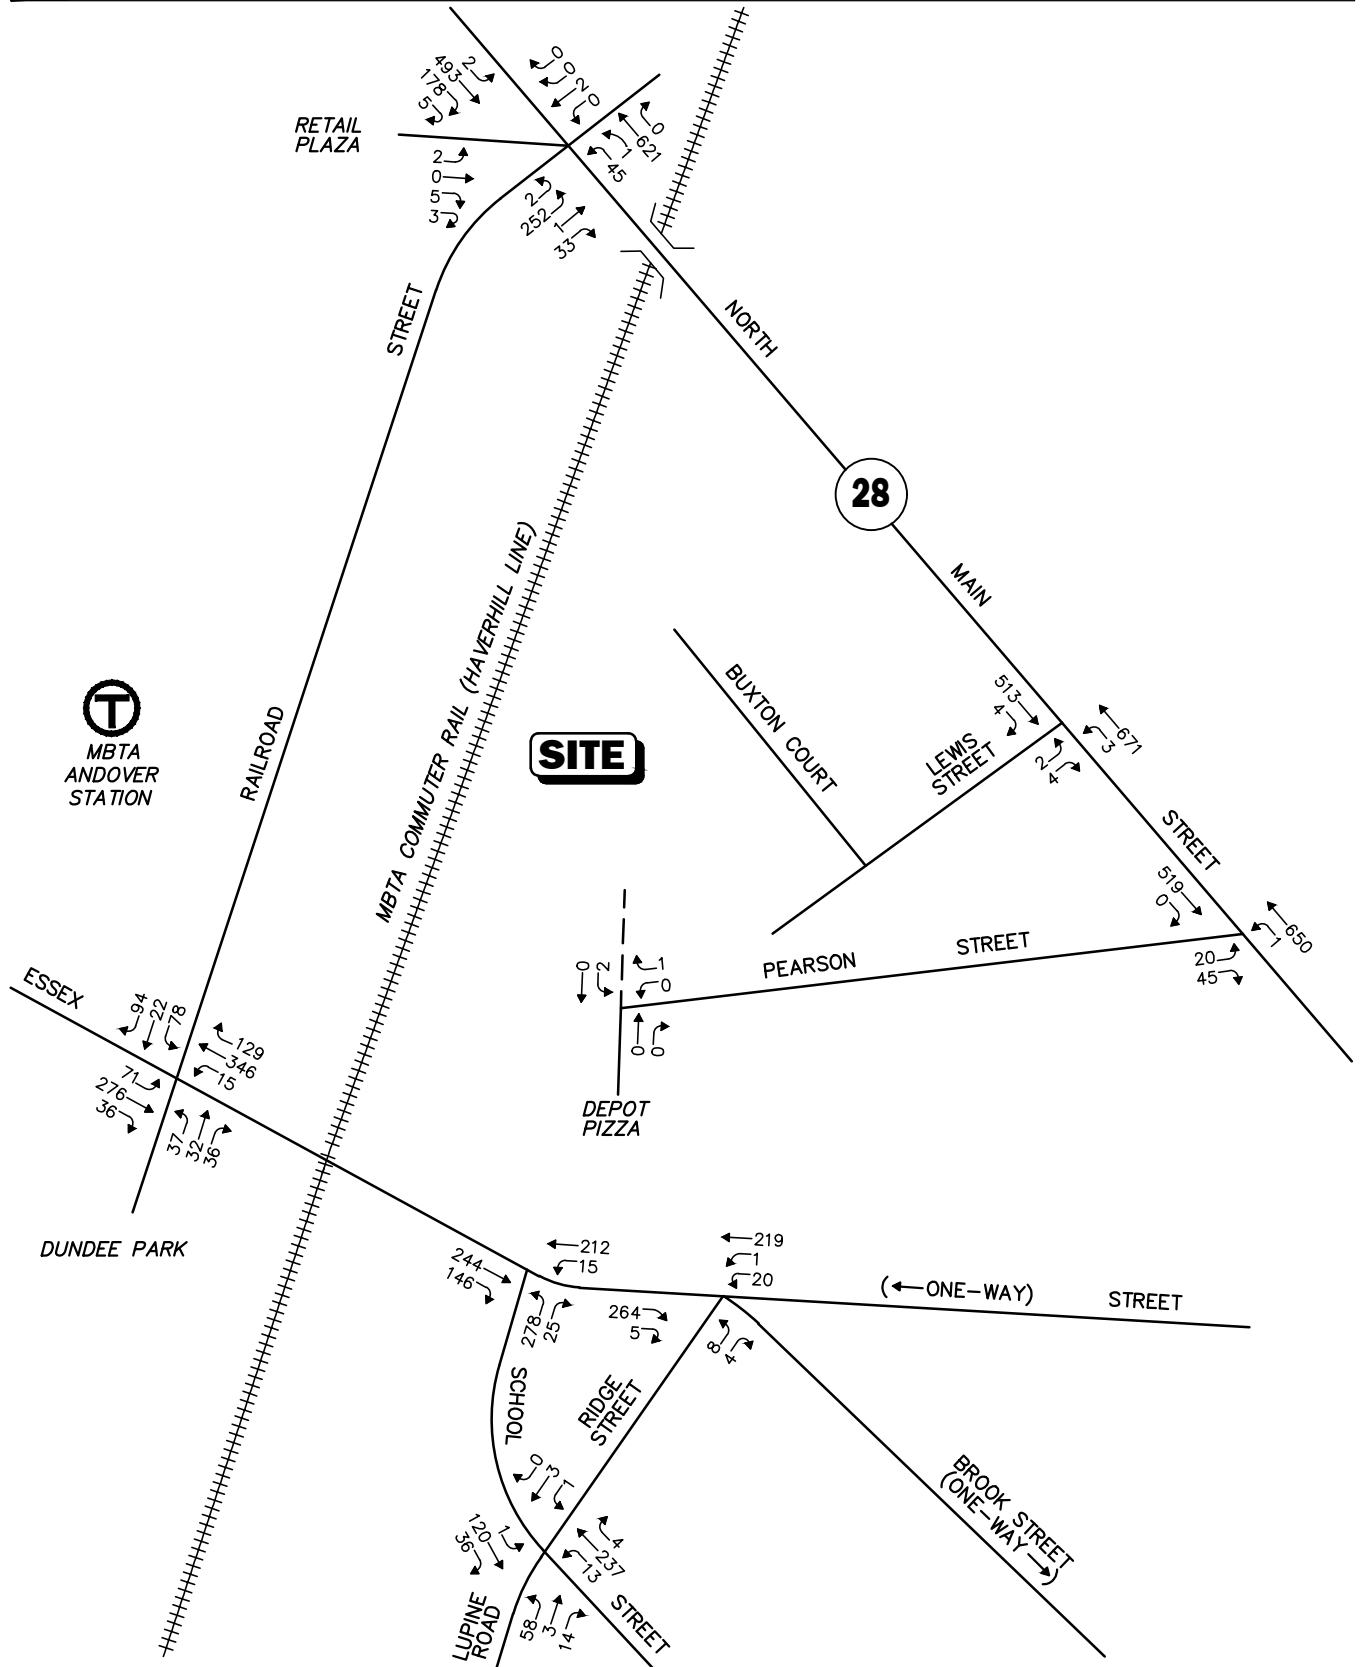 2
493
178
5
0
0
2
0
0
621
1
45
RETAIL
PLAZA
2
0
5
3
2
252
1
33
STREET
NORTH
28
MAIN
MBTA COMMUTER RAIL (HAVERHILL LINE)
RAILROAD
T
MBTA
ANDOVER
STATION
SITE
BUXTON COURT
LEWIS
STREET
513
4
671
3
2
4
STREET
519
0
650
1
20
45
PEARSON
STREET
0
2
1
0
0
0
DEPOT
PIZZA
ESSEX
94
22
78
129
346
15
71
276
36
37
32
36
DUNDEE PARK
244
146
212
15
278
25
219
1
20
264
5
8
4
(←ONE-WAY)
STREET
SCHOOL
RIDGE
STREET
BROOK STREET
(ONE-WAY→)
0
3
1
1
120
36
4
237
13
58
3
14
LUPINE
ROAD
STREET